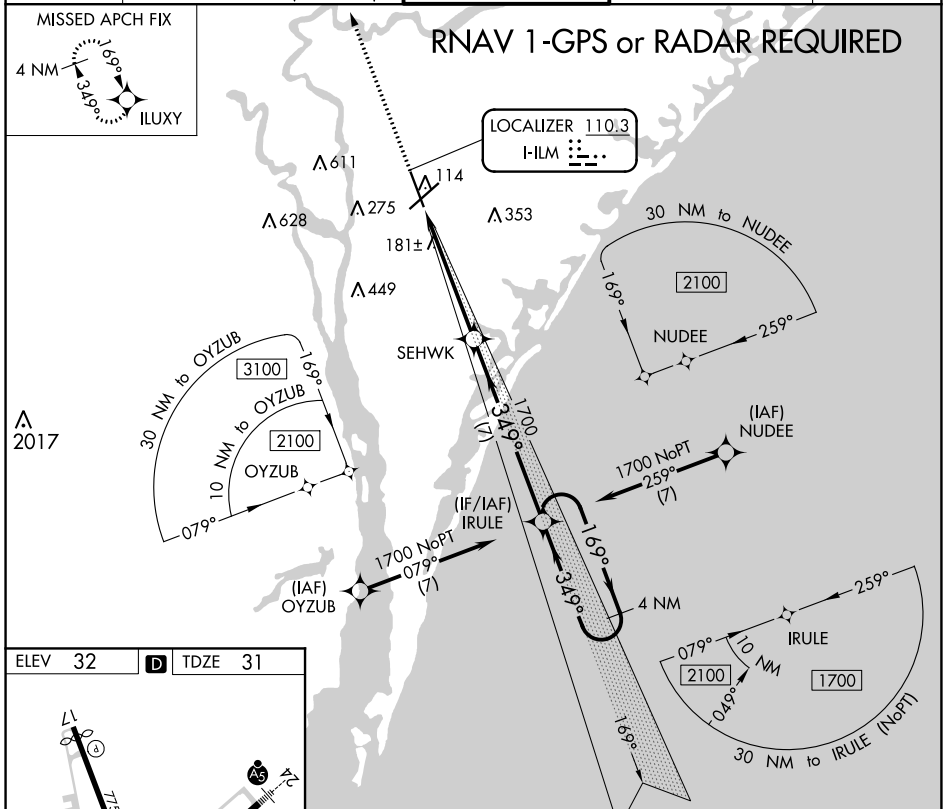 MISSED APCH FIX
4 NM
169°
349°
ILUXY
RNAV 1-GPS or RADAR REQUIRED
LOCALIZER 110.3
I-ILM
611
114
628
275
353
181±
449
30 NM to NUDEE
2100
169°
259°
NUDEE
SEHWK
30 NM to OYZUB
3100
169°
10 NM to OYZUB
2100
OYZUB
079°
2017
1700
349°
(7)
(IAF)
NUDEE
1700 NoPT
259°
(7)
(IF/IAF)
IRULE
1700 NoPT
079°
(7)
(IAF)
OYZUB
169°
349°
4 NM
259°
IRULE
079°
10 NM
2100
1700
049°
30 NM to IRULE (NoPT)
169°
ELEV 32
D
TDZE 31
17
P
A5
24